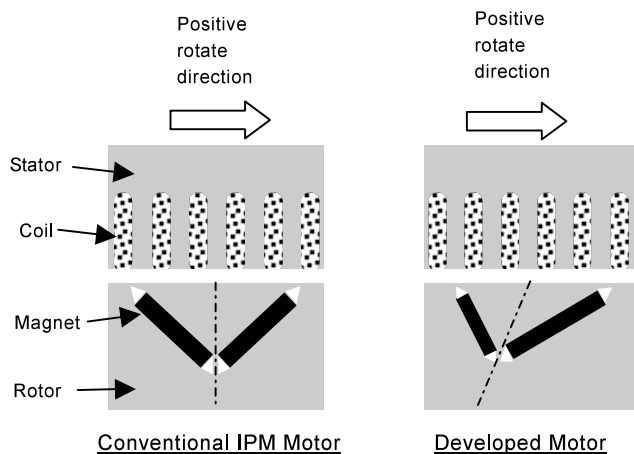 Positive
rotate
direction
Positive
rotate
direction
Stator
Coil
Magnet
Rotor
Conventional IPM Motor
Developed Motor